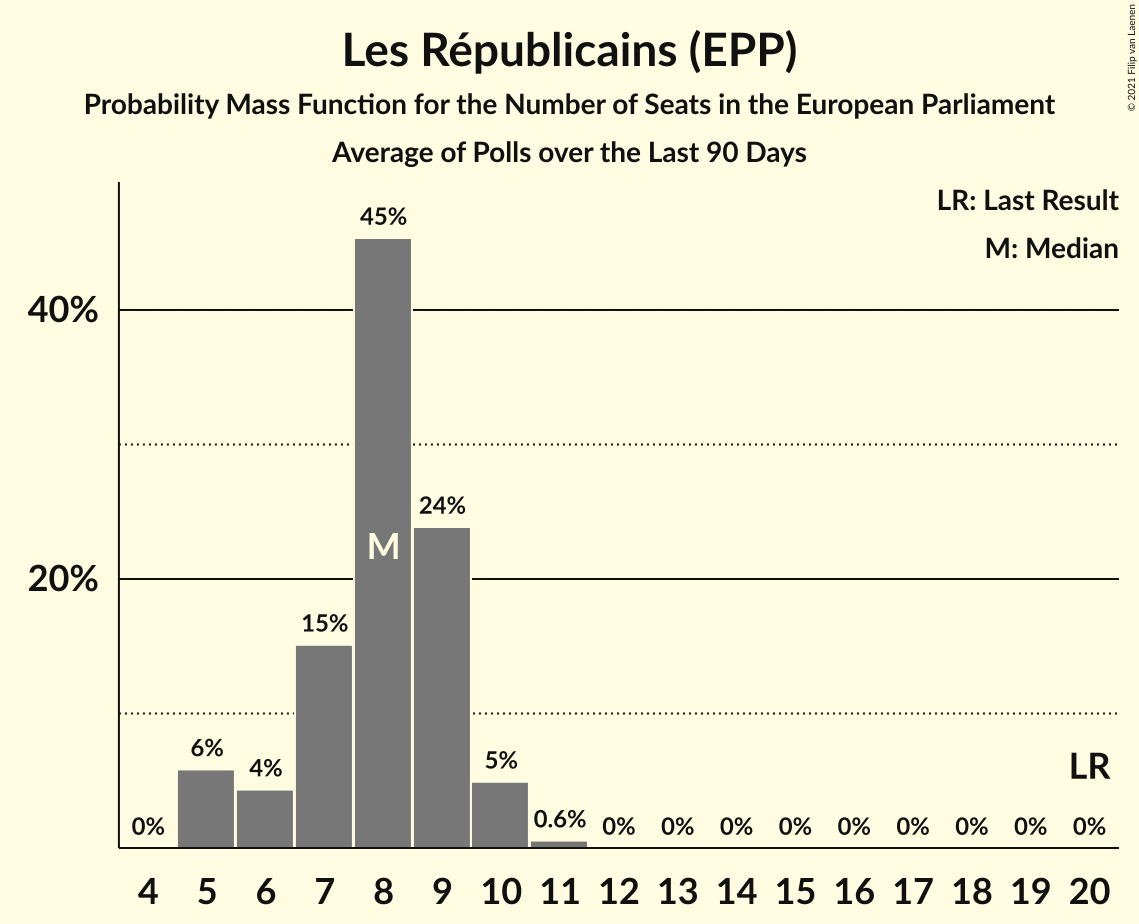 Les Républicains (EPP)
Probability Mass Function for the Number of Seats in the European Parliament
Average of Polls over the Last 90 Days
© 2021 Filip van Laenen
LR: Last Result
M: Median
45%
40%
24%
M
20%
15%
6%
4%
5%
LR
0%
0.6%
0% 0% 0% 0% 0% 0% 0% 0% 0%
4 5 6 7 8 9 10 11 12 13 14 15 16 17 18 19 20